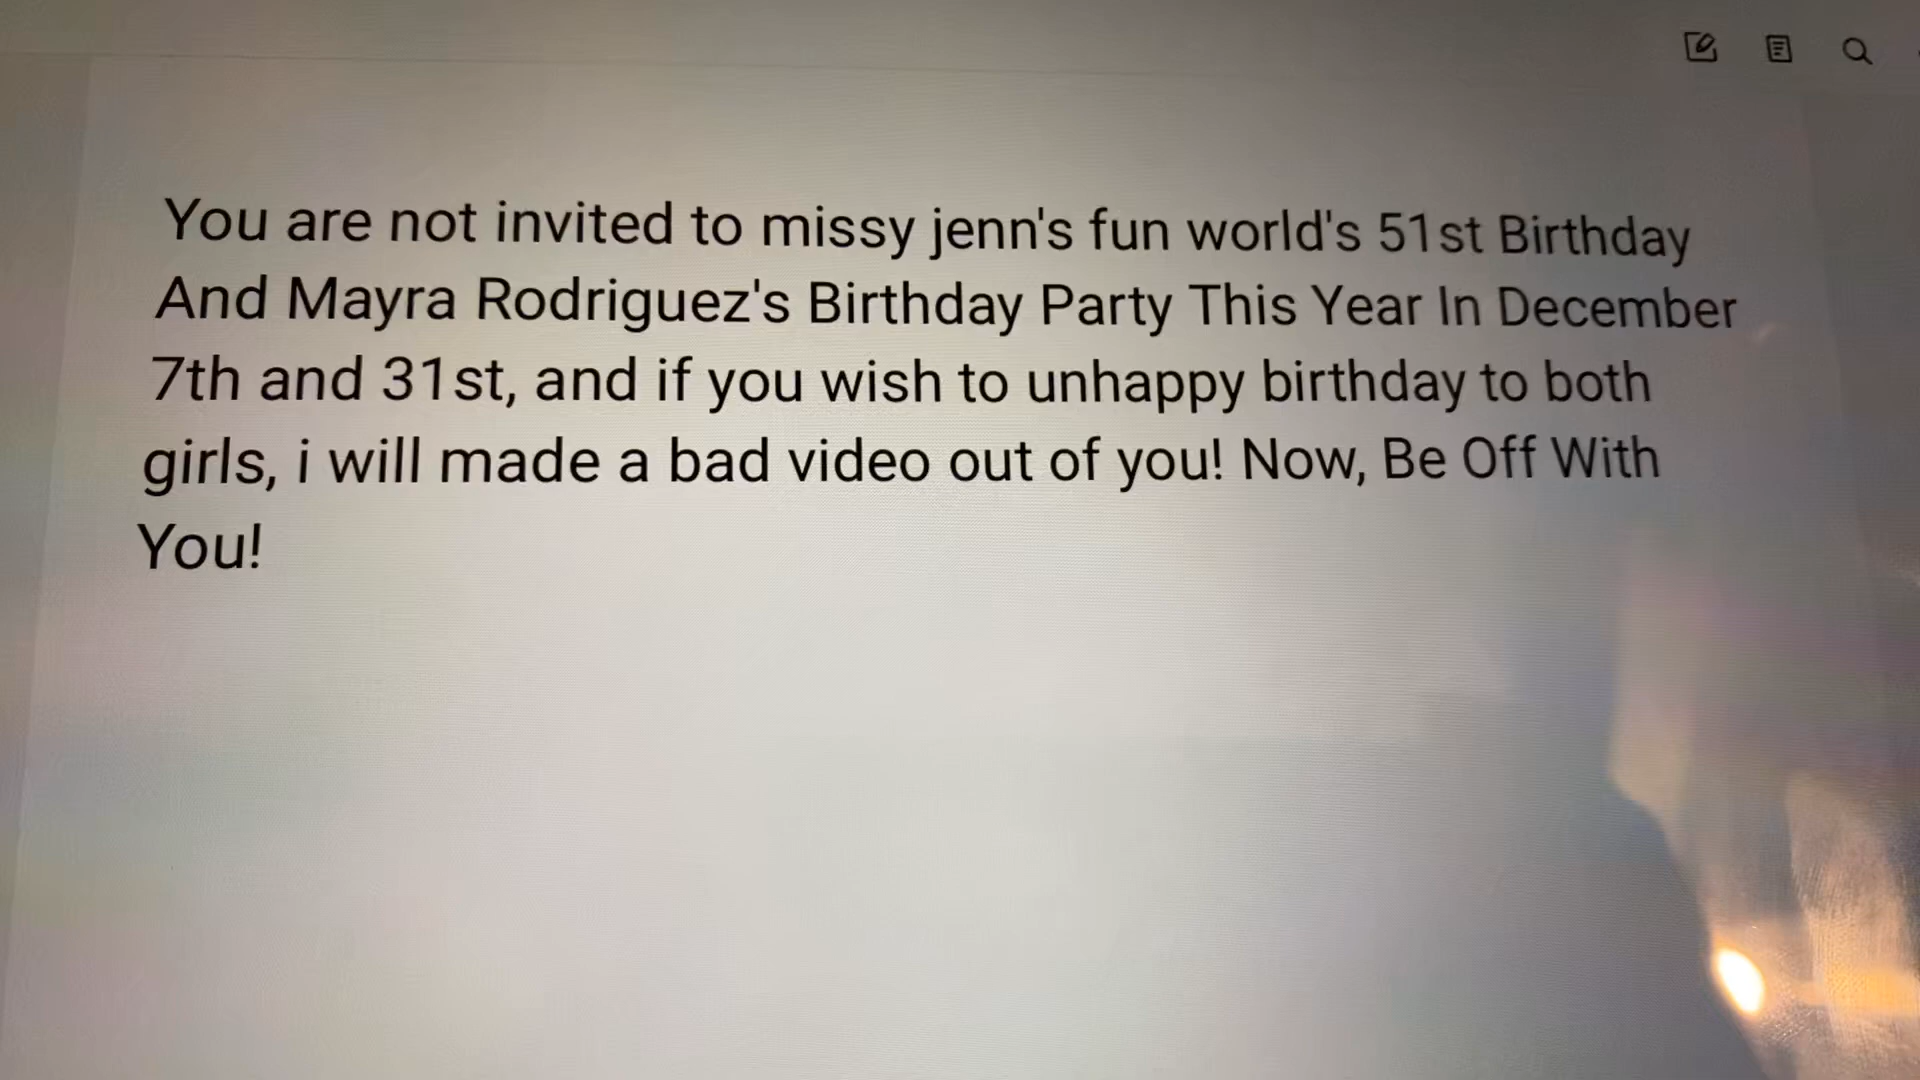 You are not invited to missy jenn's fun world's 51st Birthday
And Mayra Rodriguez's Birthday Party This Year In December
7th and 31st, and if you wish to unhappy birthday to both
girls, i will made a bad video out of you! Now, Be Off With
You!